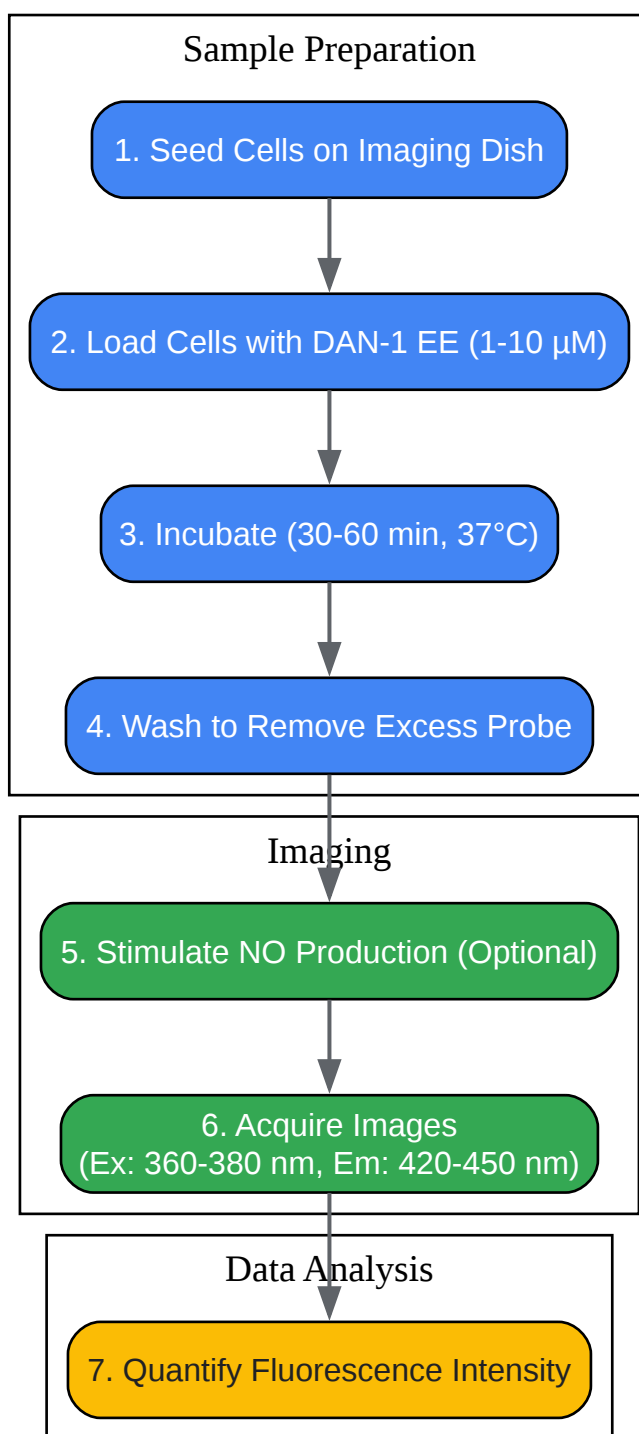 Sample Preparation
1. Seed Cells on Imaging Dish
2. Load Cells with DAN-1 EE (1-10 µM)
3. Incubate (30-60 min, 37°C)
4. Wash to Remove Excess Probe
Imaging
5. Stimulate NO Production (Optional)
6. Acquire Images
(Ex: 360-380 nm, Em: 420-450 nm)
Data Analysis
7. Quantify Fluorescence Intensity